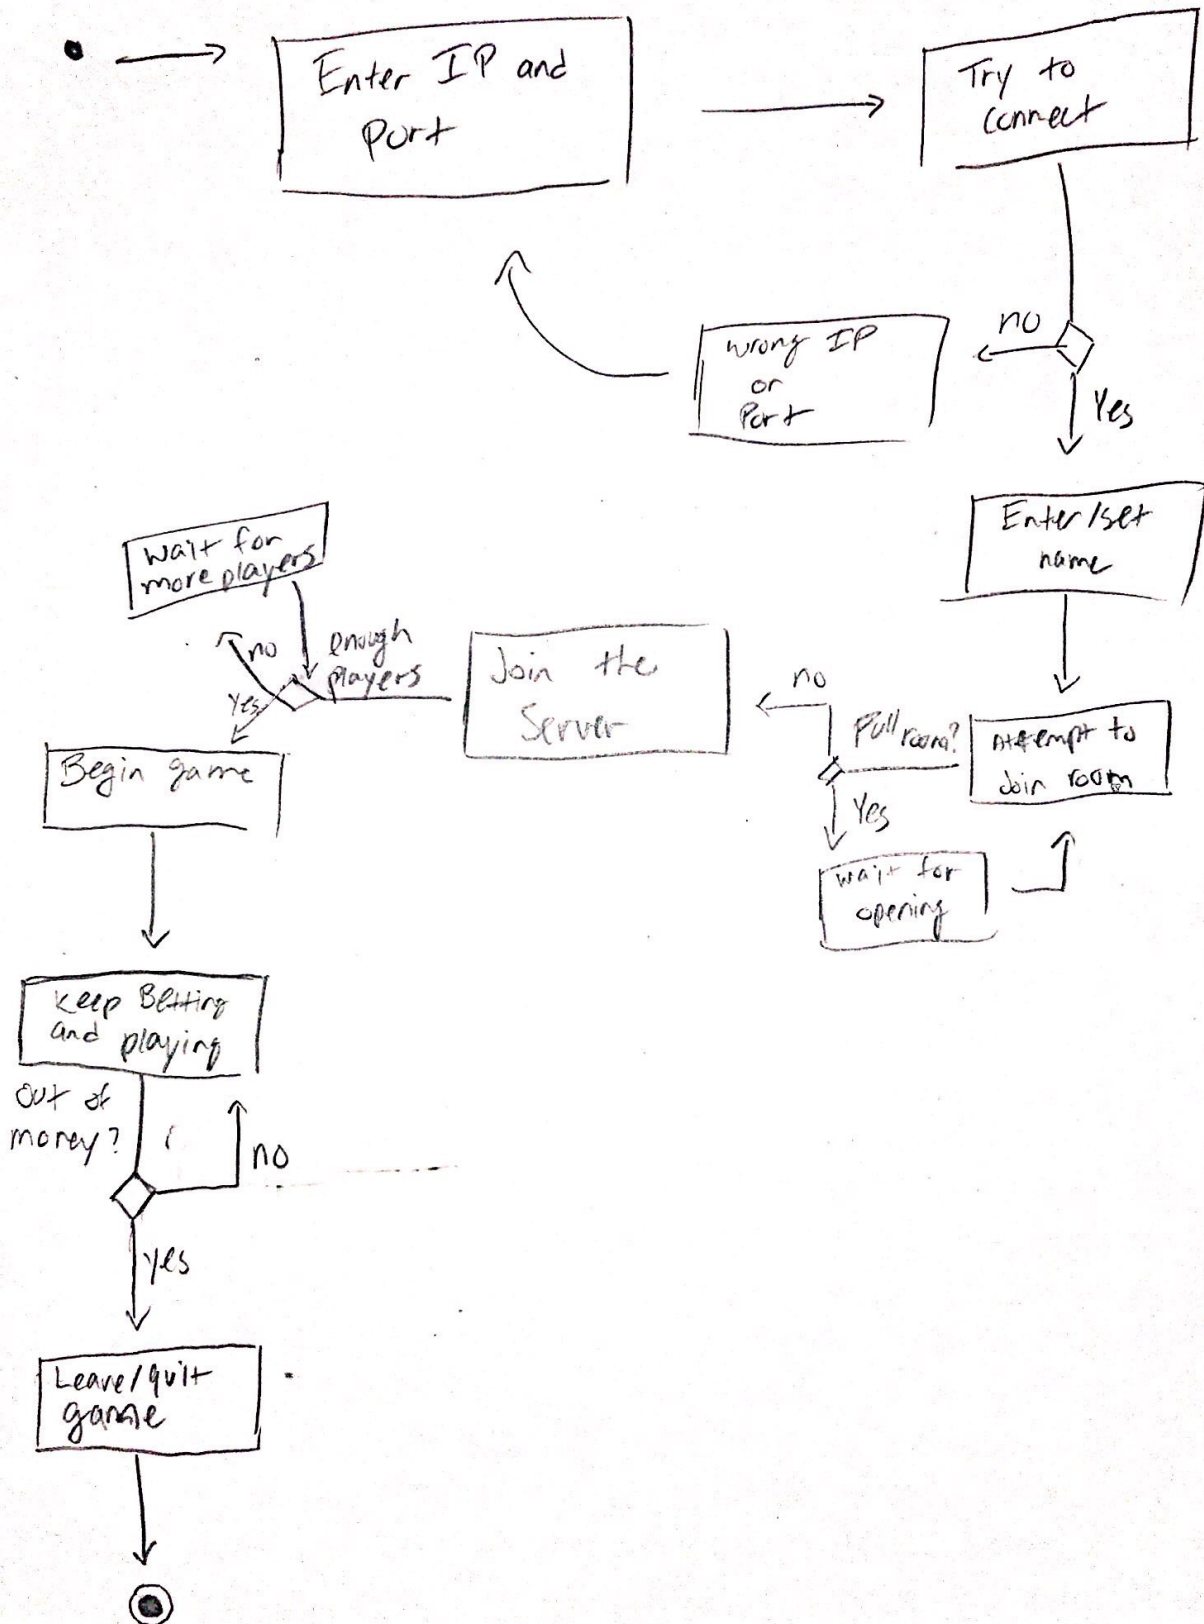 Enter IP and
Port
Try to
connect
no
Yes
wrong IP
or
Port
Enter/set
name
Attempt to
Join room
Full room?
no
Yes
wait for
opening
Join the
Server
enough
players
wait for
more players
no
Yes
Begin game
Keep Betting
and playing
Out of
money?
no
yes
Leave/quit
game